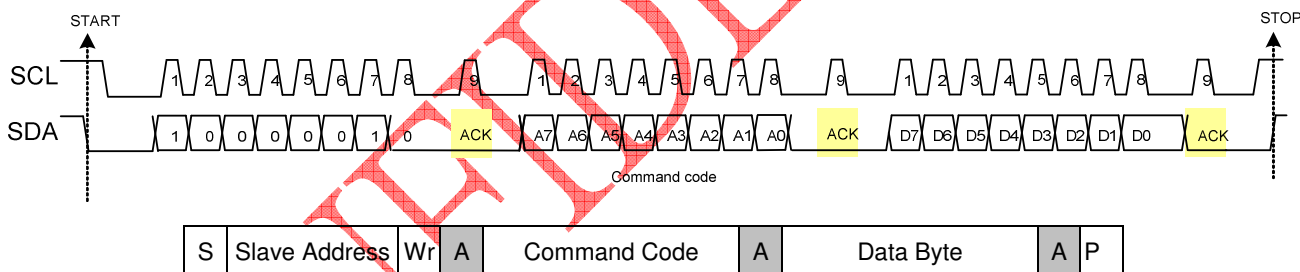 START STOP
SCL 1 2 3 4 5 6 7 8 9 1 2 3 4 5 6 7 8 9 1 2 3 4 5 6 7 8 9
SDA 1 0 0 0 0 0 1 0 ACK A7 A6 A5 A4 A3 A2 A1 A0 ACK D7 D6 D5 D4 D3 D2 D1 D0 ACK
Command code
S Slave Address Wr A Command Code A Data Byte A P